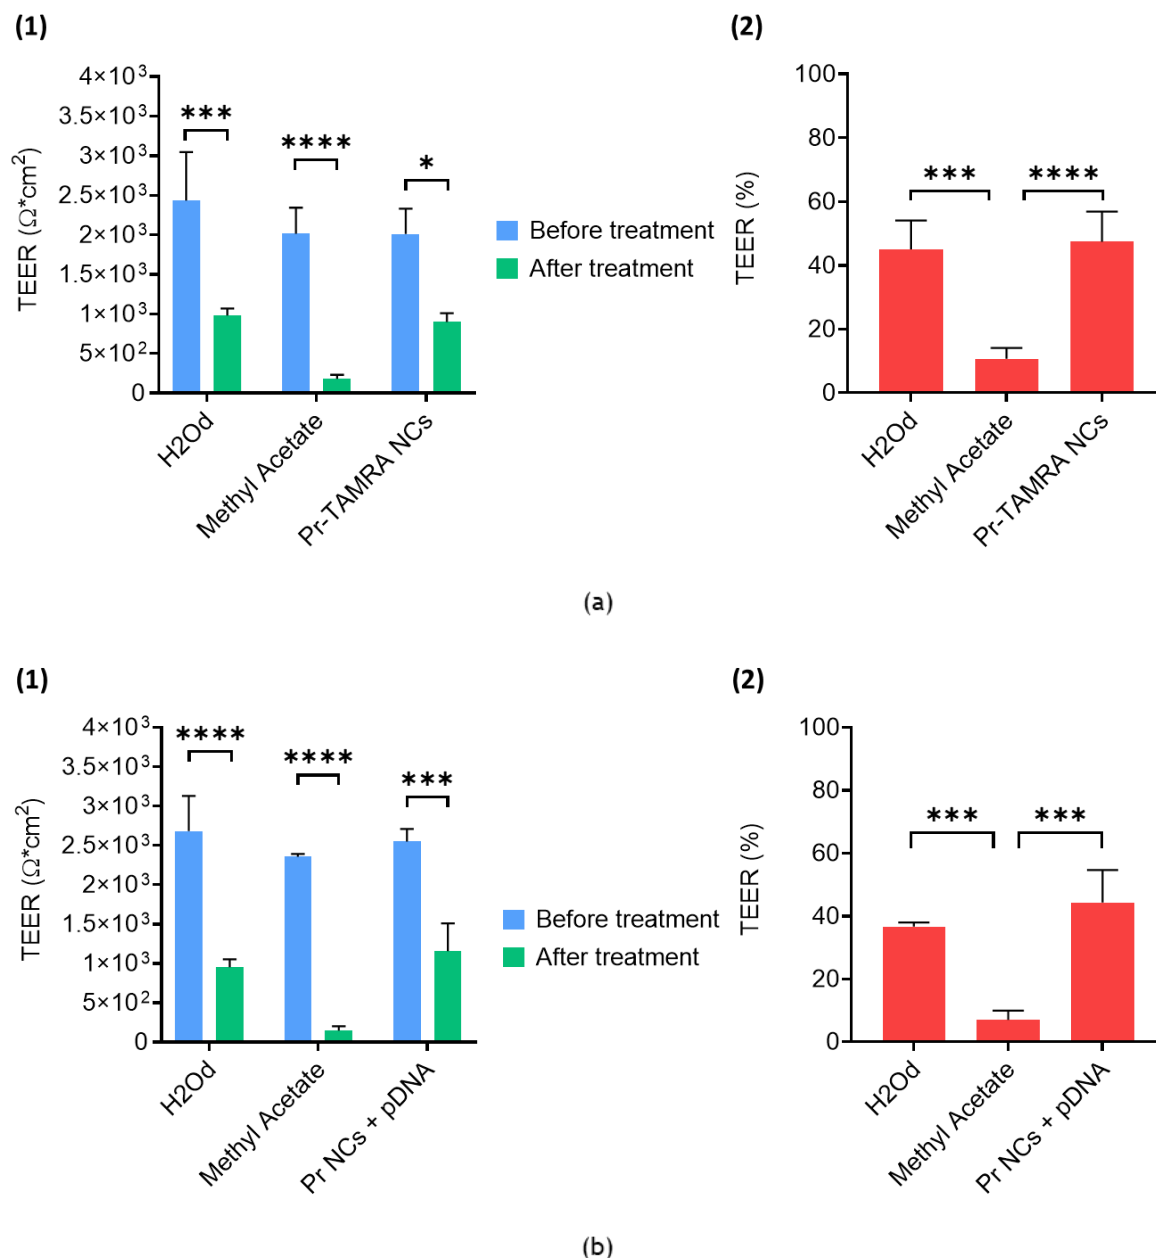 (1)
TEER (Ω*cm²)
4×10³
3.5×10³
3×10³
2.5×10³
2×10³
1.5×10³
1×10³
5×10²
0
***
****
*
H2Od
Methyl Acetate
Pr-TAMRA NCs
Before treatment
After treatment
(2)
TEER (%)
100
80
60
40
20
0
***
****
H2Od
Methyl Acetate
Pr-TAMRA NCs
(a)
(1)
TEER (Ω*cm²)
4×10³
3.5×10³
3×10³
2.5×10³
2×10³
1.5×10³
1×10³
5×10²
0
****
****
***
H2Od
Methyl Acetate
Pr NCs + pDNA
Before treatment
After treatment
(2)
TEER (%)
100
80
60
40
20
0
***
***
H2Od
Methyl Acetate
Pr NCs + pDNA
(b)